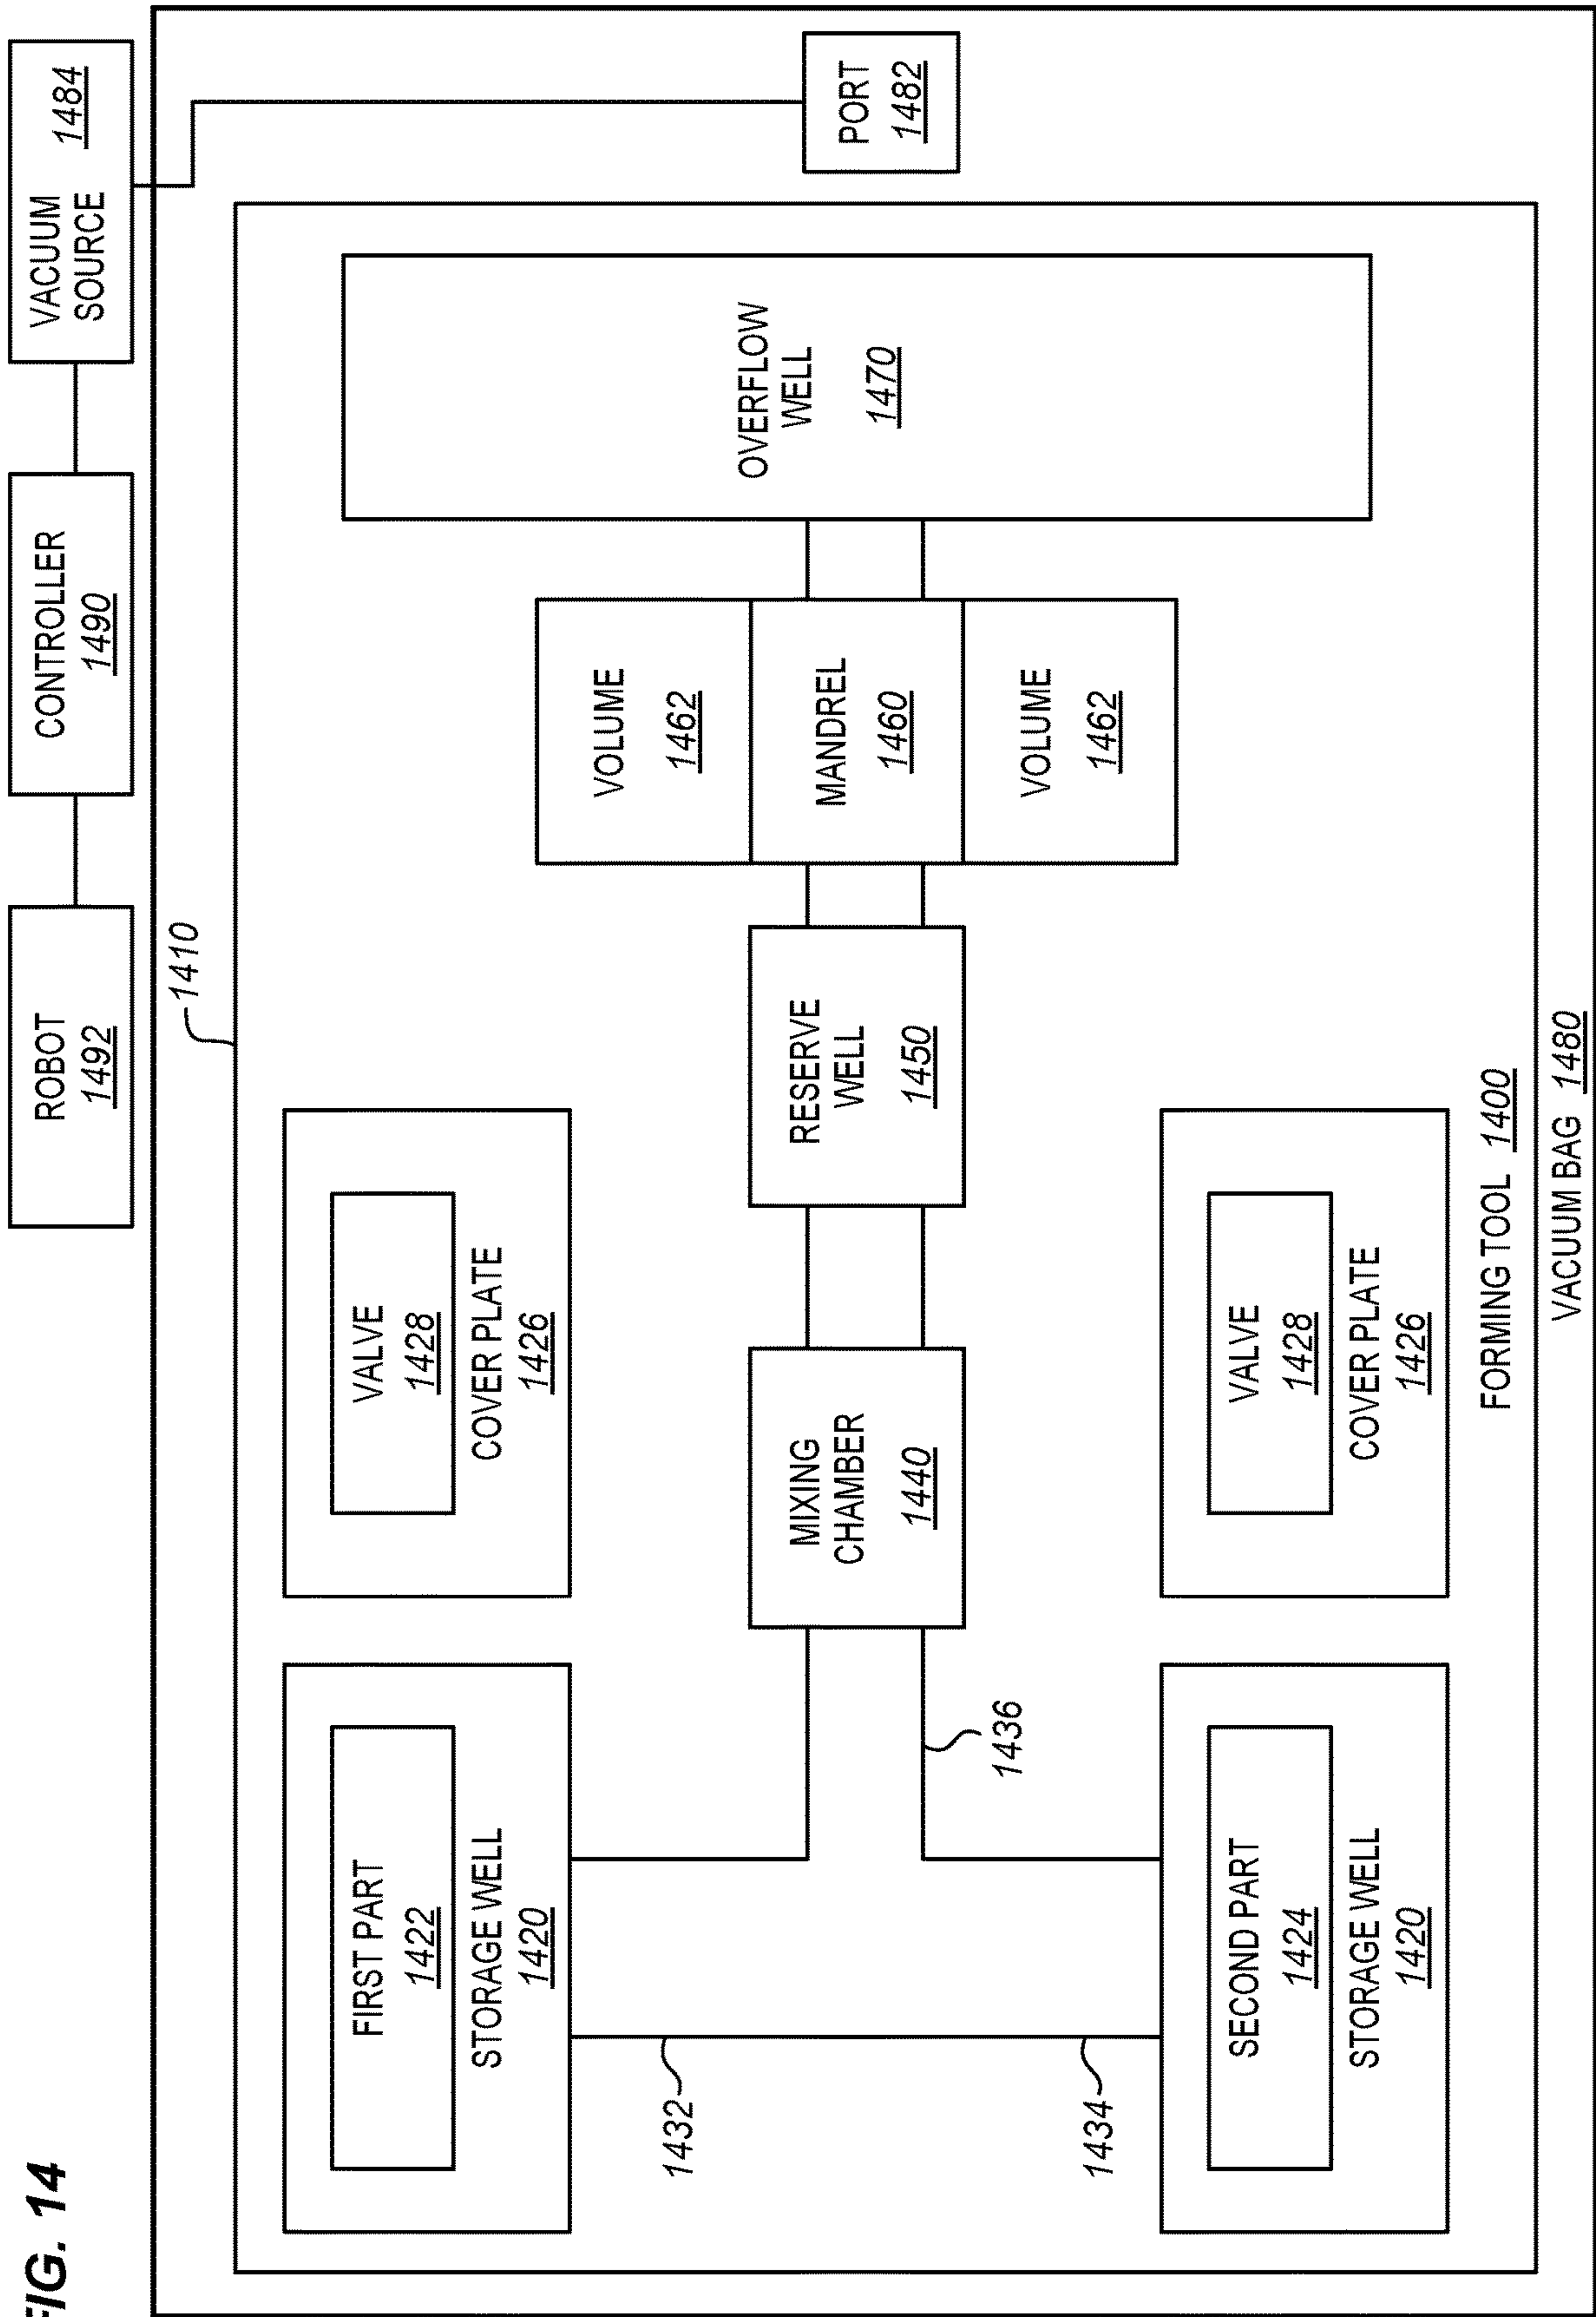 FIG. 14
ROBOT
1492
CONTROLLER
1490
VACUUM
SOURCE
1484
1410
FIRST PART
1422
STORAGE WELL
1420
VALVE
1428
COVER PLATE
1426
1432
1434
1436
MIXING
CHAMBER
1440
RESERVE
WELL
1450
VOLUME
1462
MANDREL
1460
VOLUME
1462
OVERFLOW
WELL
1470
PORT
1482
SECOND PART
1424
STORAGE WELL
1420
VALVE
1428
COVER PLATE
1426
FORMING TOOL 1400
VACUUM BAG 1480